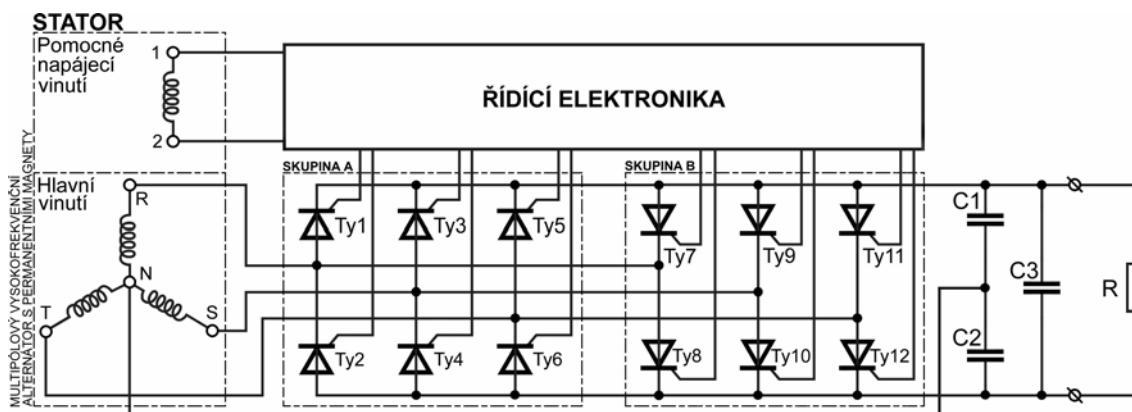 STATOR
Pomocné
napájecí
vinutí
1
2
ŘÍDÍCÍ ELEKTRONIKA
MULTIPÓLOVÝ VYSOKOFREKVENČNÍ
ALTERNÁTOR S PERMANENTNÍMI MAGNETY
Hlavní
vinutí
R
N
T
S
SKUPINA A
Ty1
Ty3
Ty5
Ty2
Ty4
Ty6
SKUPINA B
Ty7
Ty9
Ty11
Ty8
Ty10
Ty12
C1
C2
C3
R